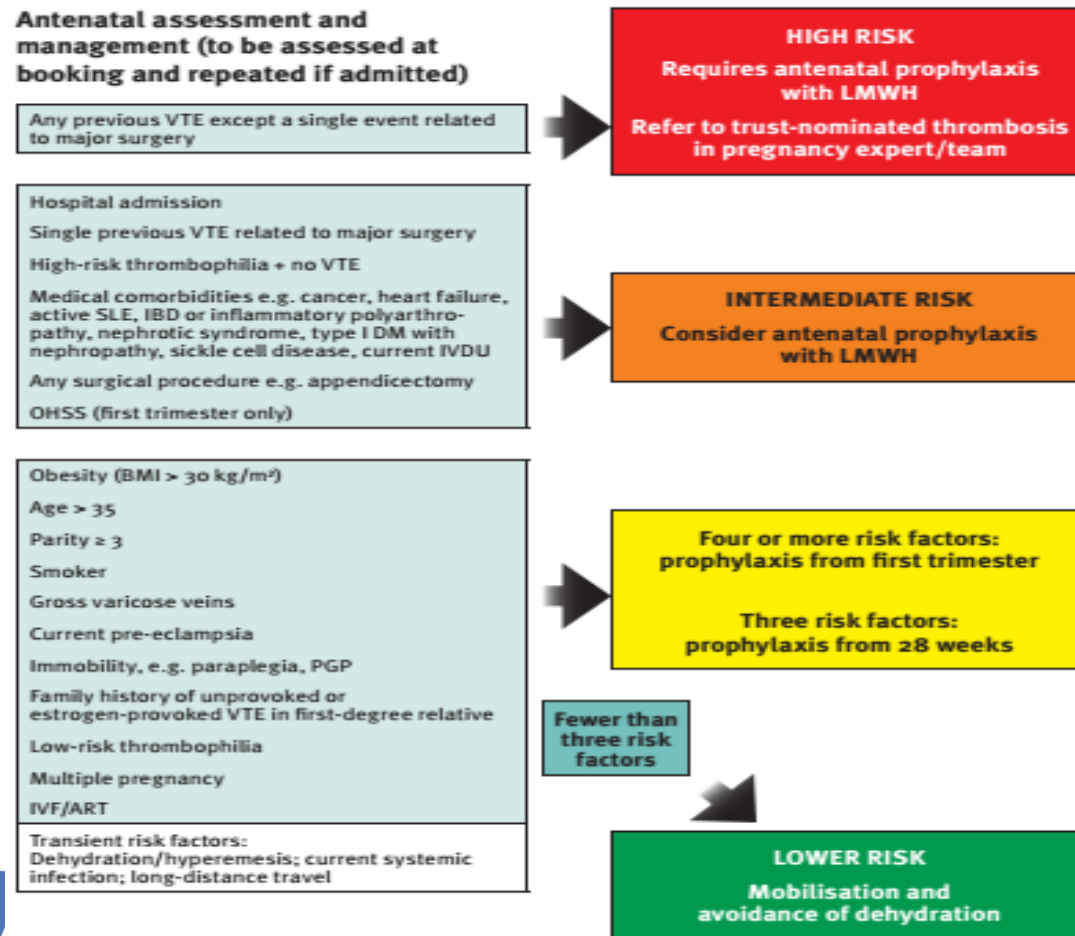 Antenatal assessment and
management (to be assessed at
booking and repeated if admitted)
Any previous VTE except a single event related
to major surgery
HIGH RISK
Requires antenatal prophylaxis
with LMWH
Refer to trust-nominated thrombosis
in pregnancy expert/team
Hospital admission
Single previous VTE related to major surgery
High-risk thrombophilia + no VTE
Medical comorbidities e.g. cancer, heart failure,
active SLE, IBD or inflammatory polyarthro-
pathy, nephrotic syndrome, type I DM with
nephropathy, sickle cell disease, current IVDU
Any surgical procedure e.g. appendicectomy
OHSS (first trimester only)
INTERMEDIATE RISK
Consider antenatal prophylaxis
with LMWH
Obesity (BMI > 30 kg/m²)
Age > 35
Parity ≥ 3
Smoker
Gross varicose veins
Current pre-eclampsia
Immobility, e.g. paraplegia, PGP
Family history of unprovoked or
estrogen-provoked VTE in first-degree relative
Low-risk thrombophilia
Multiple pregnancy
IVF/ART
Transient risk factors:
Dehydration/hyperemesis; current systemic
infection; long-distance travel
Four or more risk factors:
prophylaxis from first trimester
Three risk factors:
prophylaxis from 28 weeks
Fewer than
three risk
factors
LOWER RISK
Mobilisation and
avoidance of dehydration